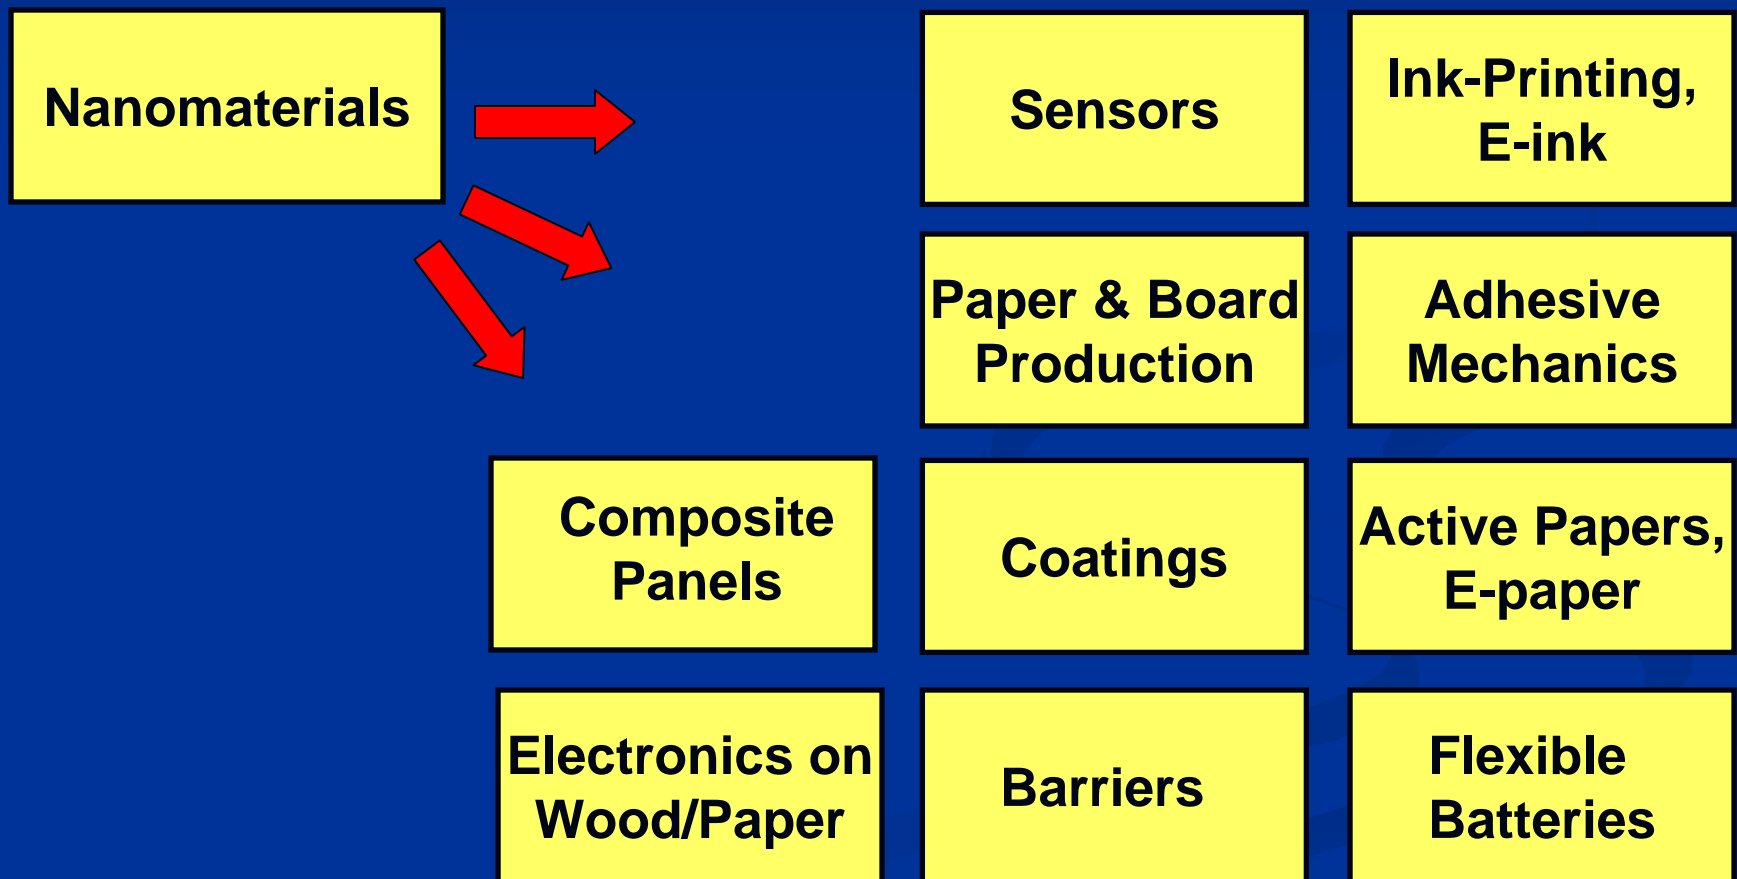 Nanomaterials
Sensors
Ink-Printing,
E-ink
Paper & Board
Production
Adhesive
Mechanics
Composite
Panels
Coatings
Active Papers,
E-paper
Electronics on
Wood/Paper
Barriers
Flexible
Batteries